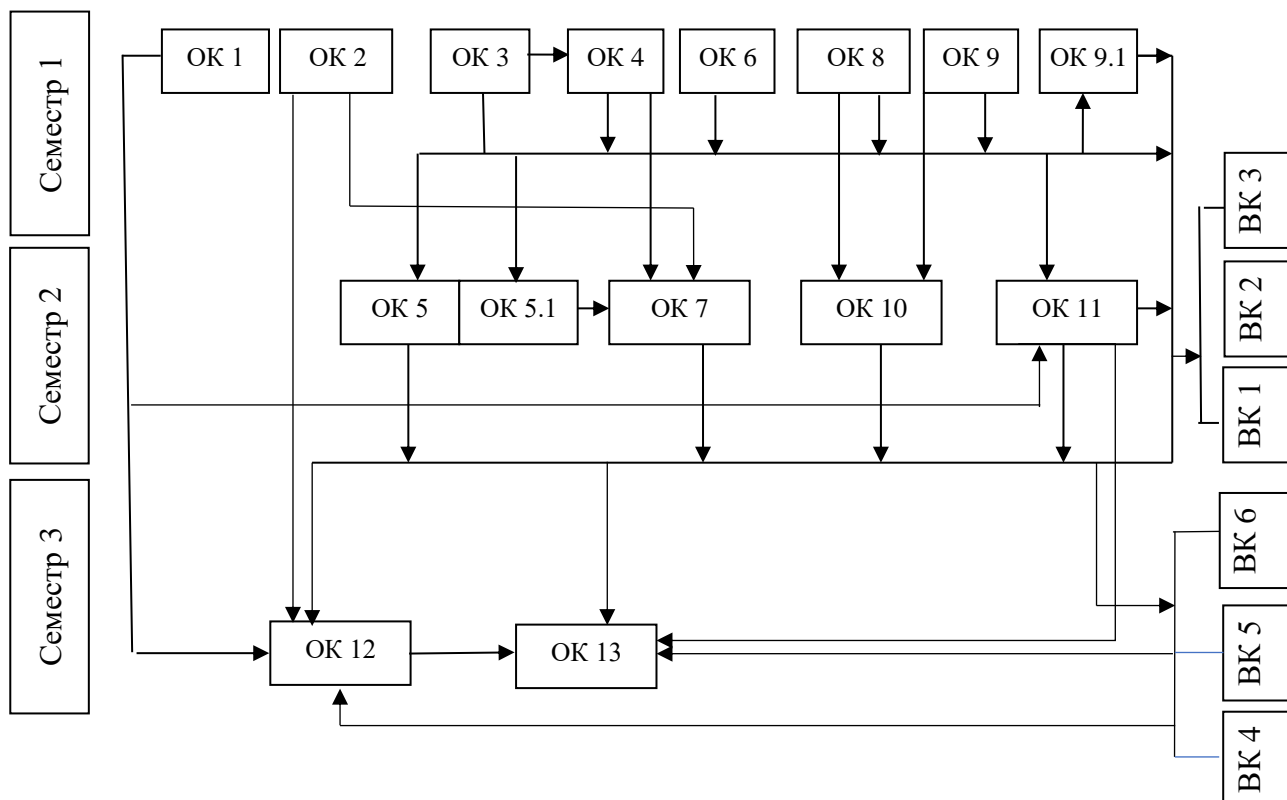 Семестр 1
ОК 1
ОК 2
ОК 3
ОК 4
ОК 6
ОК 8
ОК 9
ОК 9.1
ВК 3
Семестр 2
ОК 5
ОК 5.1
ОК 7
ОК 10
ОК 11
ВК 2
ВК 1
Семестр 3
ОК 12
ОК 13
ВК 6
ВК 5
ВК 4